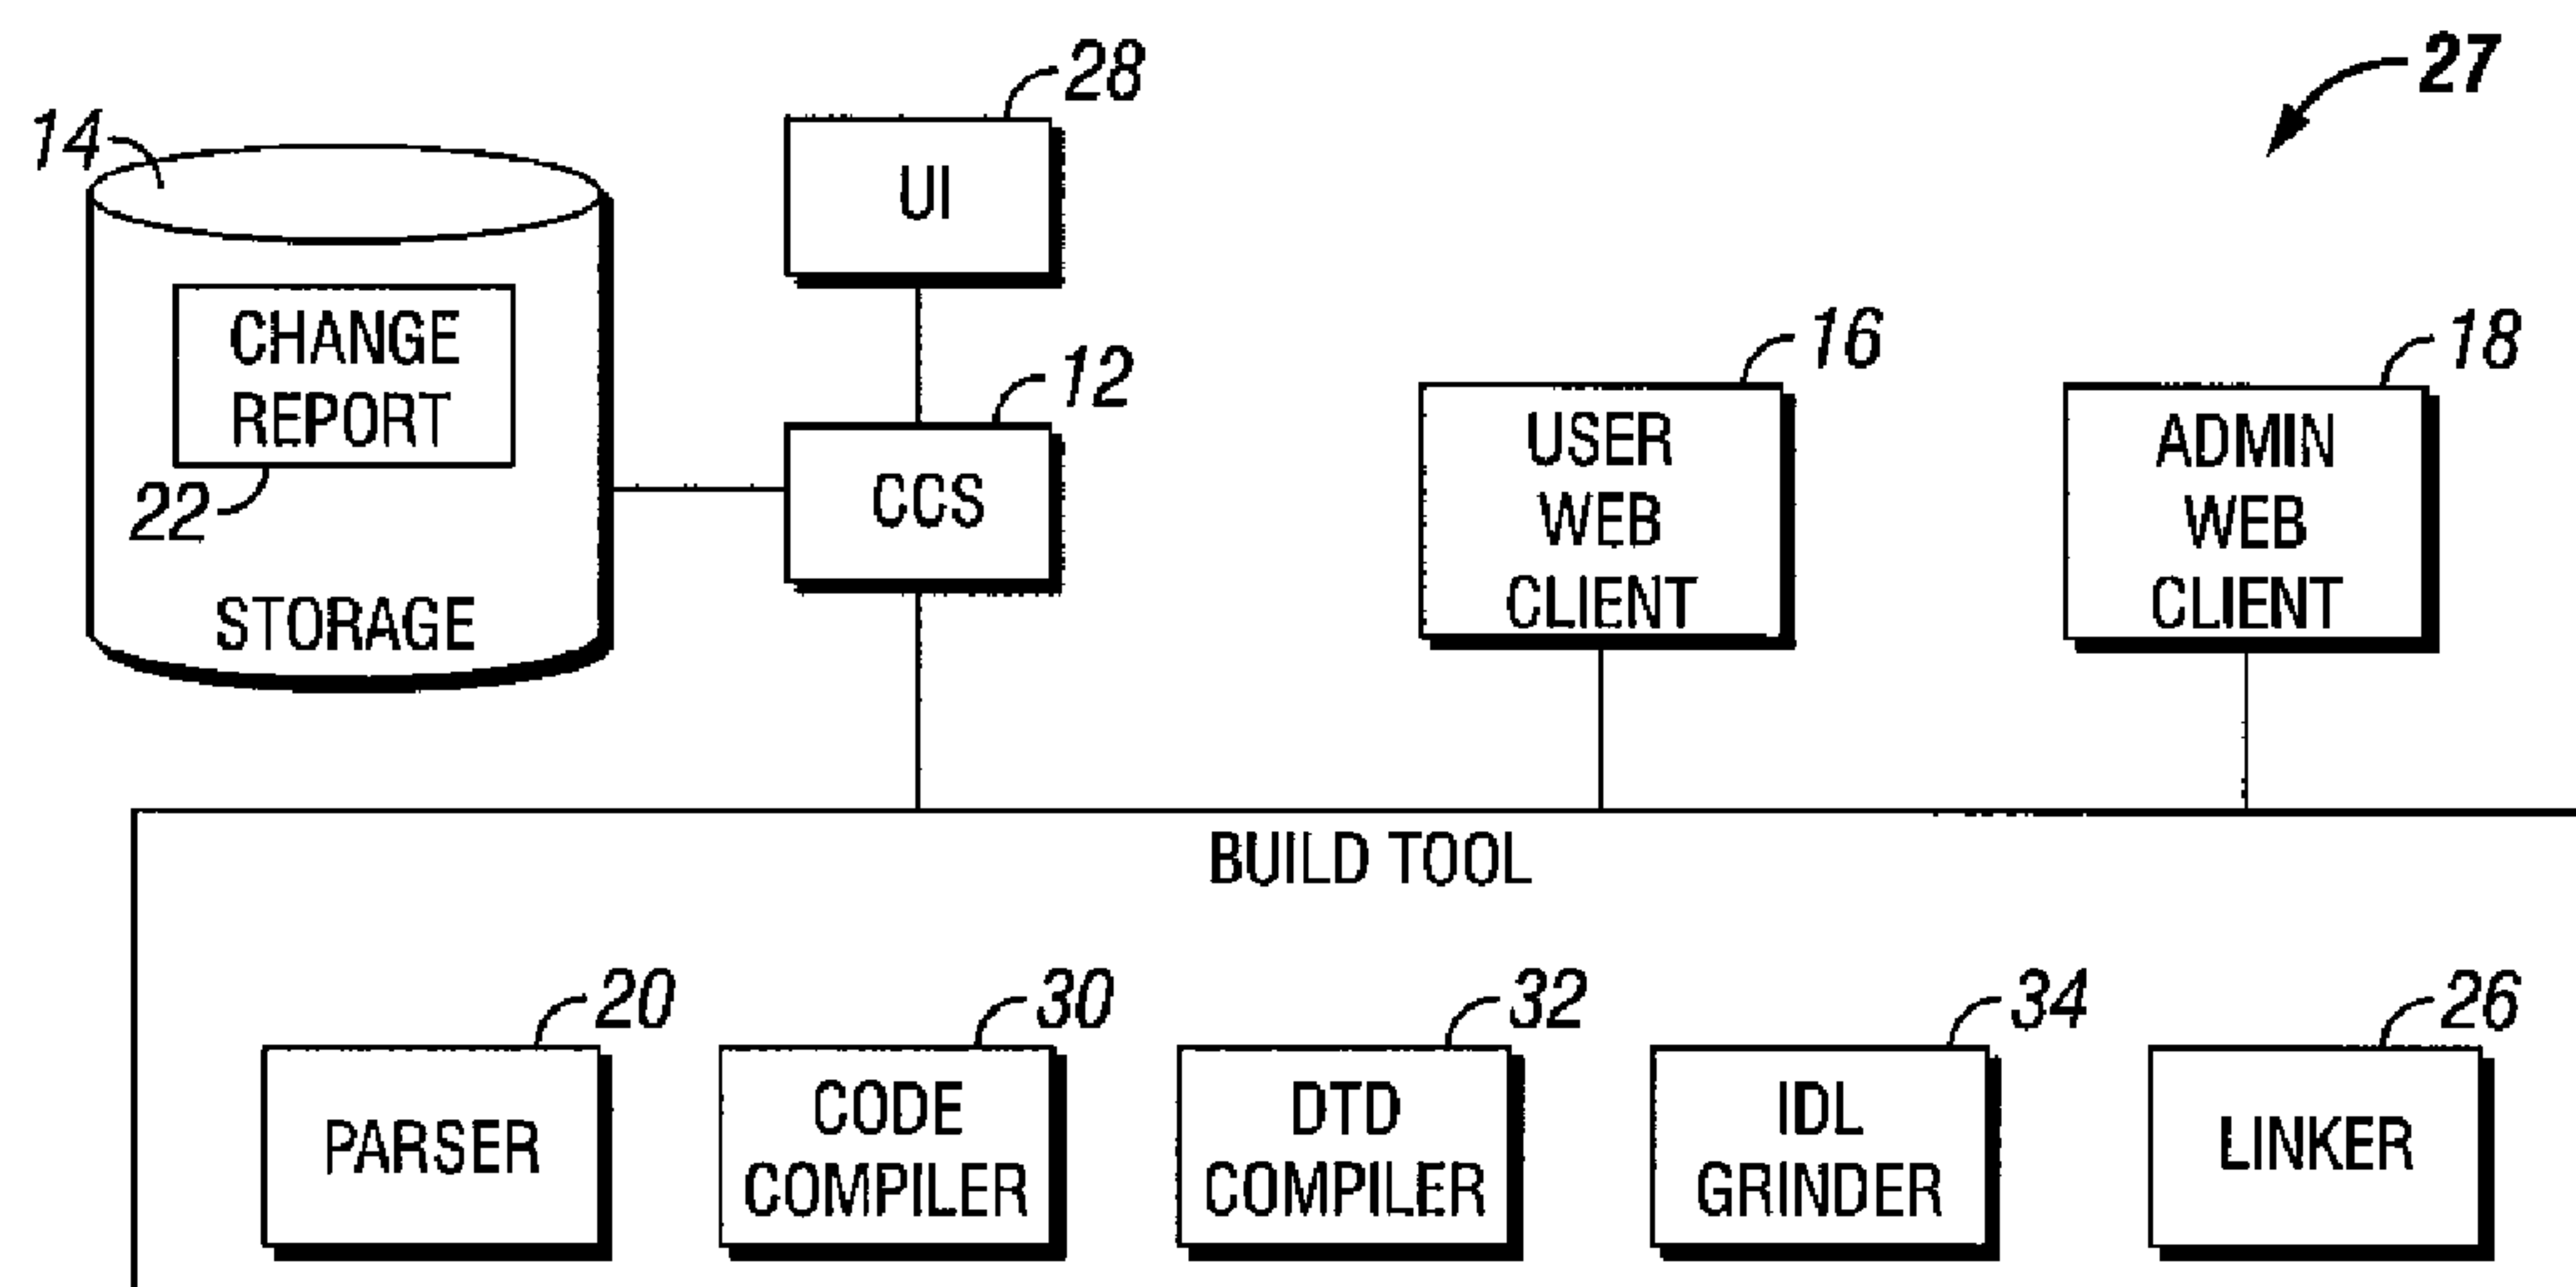 28
27
14
UI
16
18
CHANGE
REPORT
12
22
CCS
USER
WEB
CLIENT
ADMIN
WEB
CLIENT
STORAGE
BUILD TOOL
20
30
32
34
26
PARSER
CODE
COMPILER
DTD
COMPILER
IDL
GRINDER
LINKER